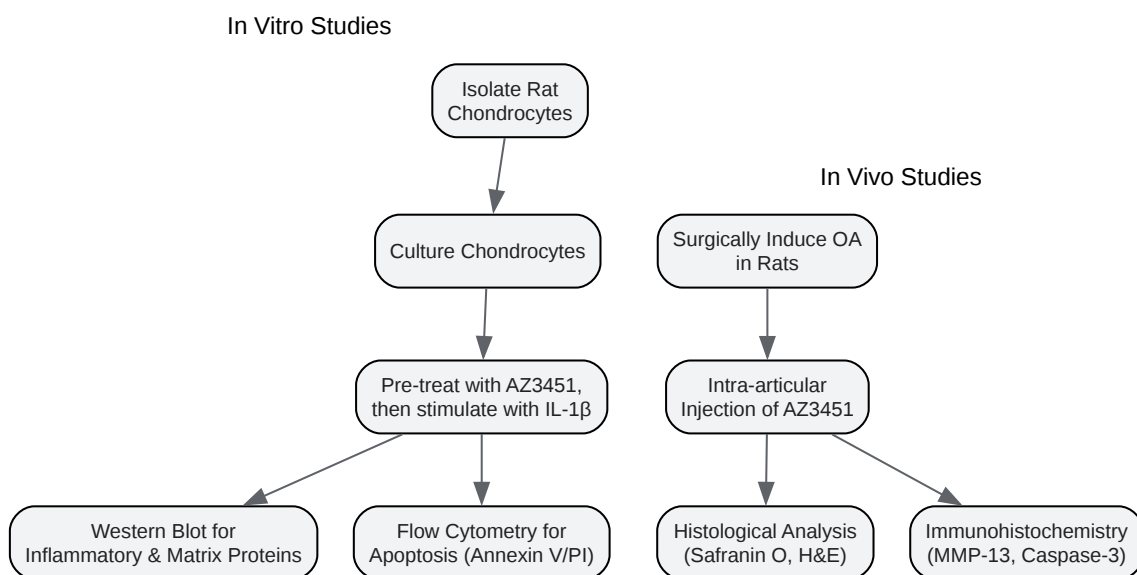 In Vitro Studies
Isolate Rat
Chondrocytes
In Vivo Studies
Culture Chondrocytes
Surgically Induce OA
in Rats
Pre-treat with AZ3451,
then stimulate with IL-1β
Intra-articular
Injection of AZ3451
Western Blot for
Inflammatory & Matrix Proteins
Flow Cytometry for
Apoptosis (Annexin V/PI)
Histological Analysis
(Safranin O, H&E)
Immunohistochemistry
(MMP-13, Caspase-3)